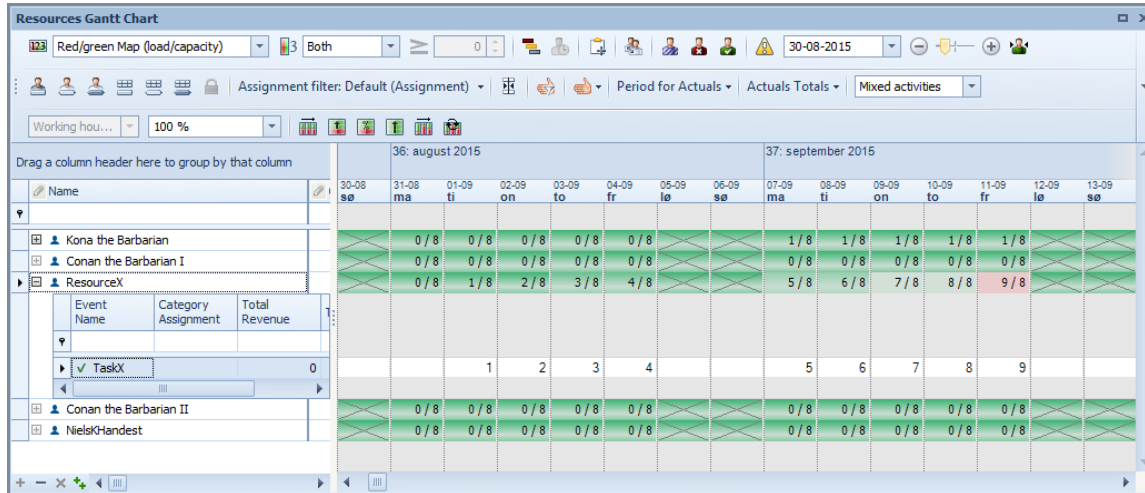 Resources Gantt Chart
123 Red/green Map (load/capacity) 3 Both 0 30-08-2015
Assignment filter: Default (Assignment) Period for Actuals Actuals Totals Mixed activities
Working hou... 100 % %
Drag a column header here to group by that column 36: august 2015 37: september 2015
Name 30-08 31-08 01-09 02-09 03-09 04-09 05-09 06-09 07-09 08-09 09-09 10-09 11-09 12-09 13-09
sø ma ti on to fr lø sø ma ti on to fr lø sø
Kona the Barbarian 0 / 8 0 / 8 0 / 8 0 / 8 0 / 8 1 / 8 1 / 8 1 / 8 1 / 8 1 / 8
Conan the Barbarian I 0 / 8 0 / 8 0 / 8 0 / 8 0 / 8 0 / 8 0 / 8 0 / 8 0 / 8 0 / 8
ResourceX 0 / 8 1 / 8 2 / 8 3 / 8 4 / 8 5 / 8 6 / 8 7 / 8 8 / 8 9 / 8
Event Category Total
Name Assignment Revenue
TaskX 0 1 2 3 4 5 6 7 8 9
Conan the Barbarian II 0 / 8 0 / 8 0 / 8 0 / 8 0 / 8 0 / 8 0 / 8 0 / 8 0 / 8 0 / 8
NielsKHandest 0 / 8 0 / 8 0 / 8 0 / 8 0 / 8 0 / 8 0 / 8 0 / 8 0 / 8 0 / 8